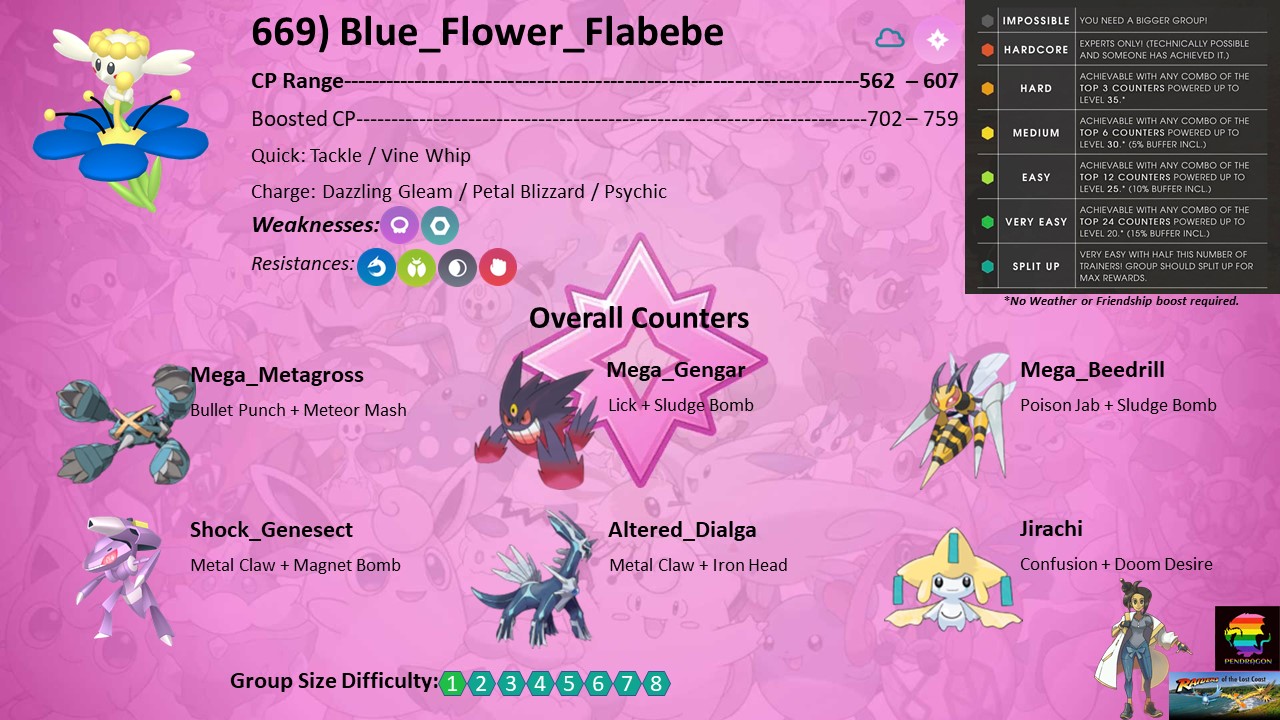 669) Blue_Flower_Flabebe
CP Range-------------------------------------------------------------------------562 – 607
Boosted CP------------------------------------------------------------------------702 – 759
Quick: Tackle / Vine Whip
Charge: Dazzling Gleam / Petal Blizzard / Psychic
Weaknesses:
Resistances:
IMPOSSIBLE YOU NEED A BIGGER GROUP!
HARDCORE EXPERTS ONLY! (TECHNICALLY POSSIBLE
AND SOMEONE HAS ACHIEVED IT.)
HARD ACHIEVABLE WITH ANY COMBO OF THE
TOP 3 COUNTERS POWERED UP TO
LEVEL 35.*
MEDIUM ACHIEVABLE WITH ANY COMBO OF THE
TOP 6 COUNTERS POWERED UP TO
LEVEL 30.* (5% BUFFER INCL.)
EASY ACHIEVABLE WITH ANY COMBO OF THE
TOP 12 COUNTERS POWERED UP TO
LEVEL 25.* (10% BUFFER INCL.)
VERY EASY ACHIEVABLE WITH ANY COMBO OF THE
TOP 24 COUNTERS POWERED UP TO
LEVEL 20.* (15% BUFFER INCL.)
SPLIT UP VERY EASY WITH HALF THIS NUMBER OF
TRAINERS! GROUP SHOULD SPLIT UP FOR
MAX REWARDS.
*No Weather or Friendship boost required.
Overall Counters
Mega_Metagross
Bullet Punch + Meteor Mash
Mega_Gengar
Lick + Sludge Bomb
Mega_Beedrill
Poison Jab + Sludge Bomb
Shock_Genesect
Metal Claw + Magnet Bomb
Altered_Dialga
Metal Claw + Iron Head
Jirachi
Confusion + Doom Desire
Group Size Difficulty: 1 2 3 4 5 6 7 8
PENDRAGON
RAIDERS of the Lost Coast